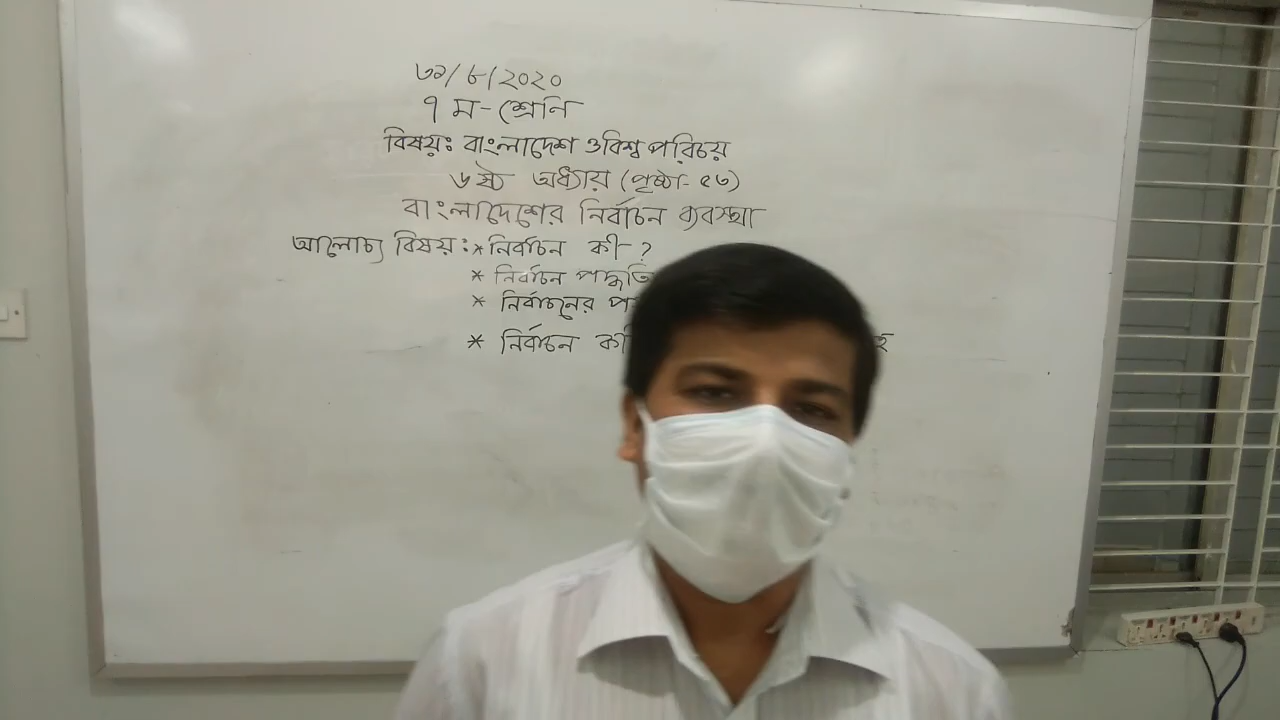 ৩১/৮/২০২০
৭ম-শ্রেনি
বিষয়ঃ বাংলাদেশ ও বিশ্ব পরিচয়
৬ষ্ঠ অধ্যায় (পৃষ্ঠা- ৫৩)
বাংলাদেশের নির্বাচন ব্যবস্থা
আলোচ্য বিষয়ঃ * নির্বাচন কী- ?
* নির্বাচন পদ্ধতি
* নির্বাচনের
* নির্বাচন